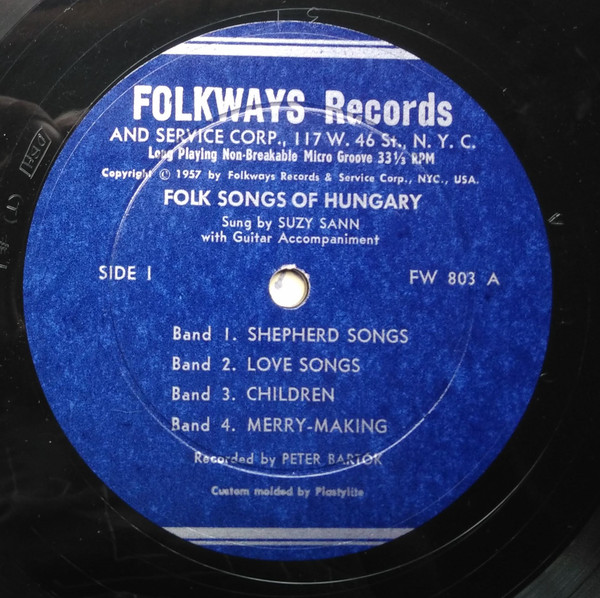 FOLKWAYS Records
AND SERVICE CORP., 117 W. 46 St., N. Y. C.
Long Playing Non-Breakable Micro Groove 33⅓ RPM
Copyright © 1957 by Folkways Records & Service Corp., NYC., USA.
FOLK SONGS OF HUNGARY
Sung by SUZY SANN
with Guitar Accompaniment
SIDE I
FW 803 A
Band 1. SHEPHERD SONGS
Band 2. LOVE SONGS
Band 3. CHILDREN
Band 4. MERRY-MAKING
Recorded by PETER BARTOK
Custom molded by Plastylite